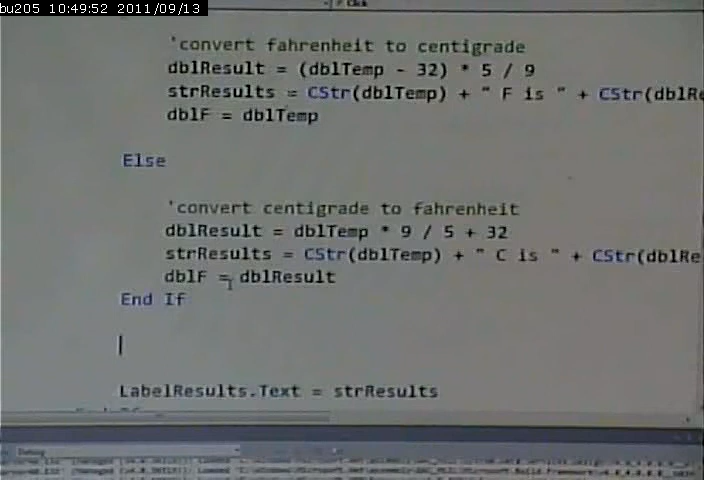 bu205 10:49:52 2011/09/13
'convert fahrenheit to centigrade
dblResult = (dblTemp - 32) * 5 / 9
strResults = CStr(dblTemp) + " F is " + CStr(dblR
dblF = dblTemp
Else
'convert centigrade to fahrenheit
dblResult = dblTemp * 9 / 5 + 32
strResults = CStr(dblTemp) + " C is " + CStr(dblRe
dblF = dblResult
End If
LabelResults.Text = strResults
Debug